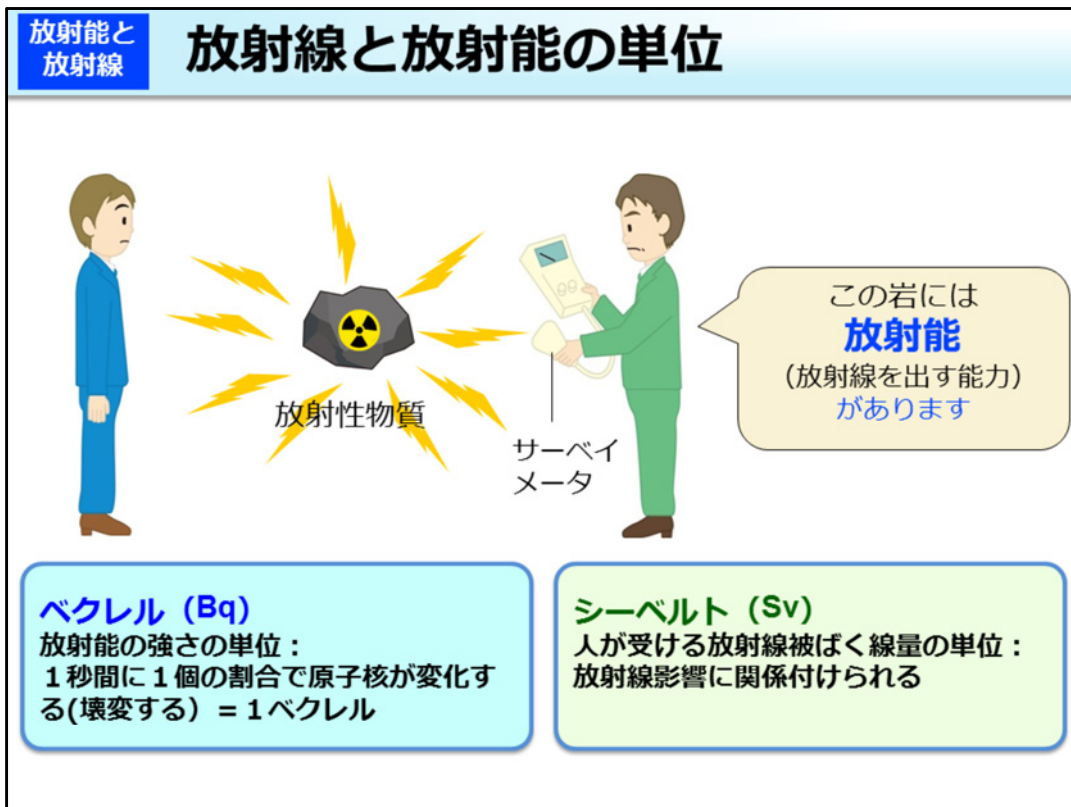 放射能と
放射線
放射線と放射能の単位
この岩には
放射能
（放射線を出す能力）
があります
放射性物質
サーベイ
メータ
ベクレル（Bq）
放射能の強さの単位：
１秒間に１個の割合で原子核が変化す
る(壊変する）＝１ベクレル
シーベルト（Sv）
人が受ける放射線被ばく線量の単位：
放射線影響に関係付けられる